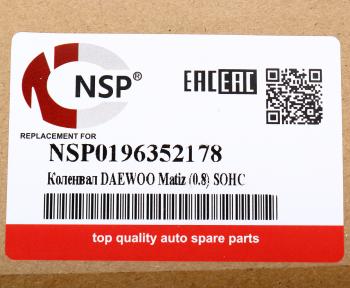 NSP®
EAC EAC
REPLACEMENT FOR
NSP0196352178
Коленвал DAEWOO Matiz (0.8) SOHC
top quality auto spare parts